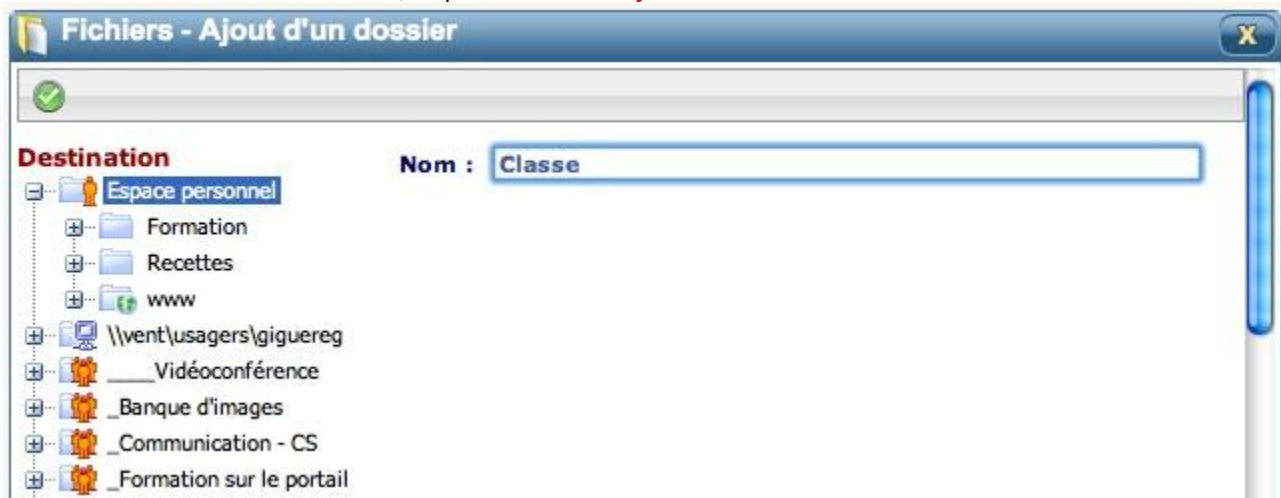 Fichiers - Ajout d'un dossier
X
Destination
Nom : Classe
Espace personnel
Formation
Recettes
www
\\vent\usagers\giguereg
____Vidéoconférence
_Banque d'images
_Communication - CS
_Formation sur le portail